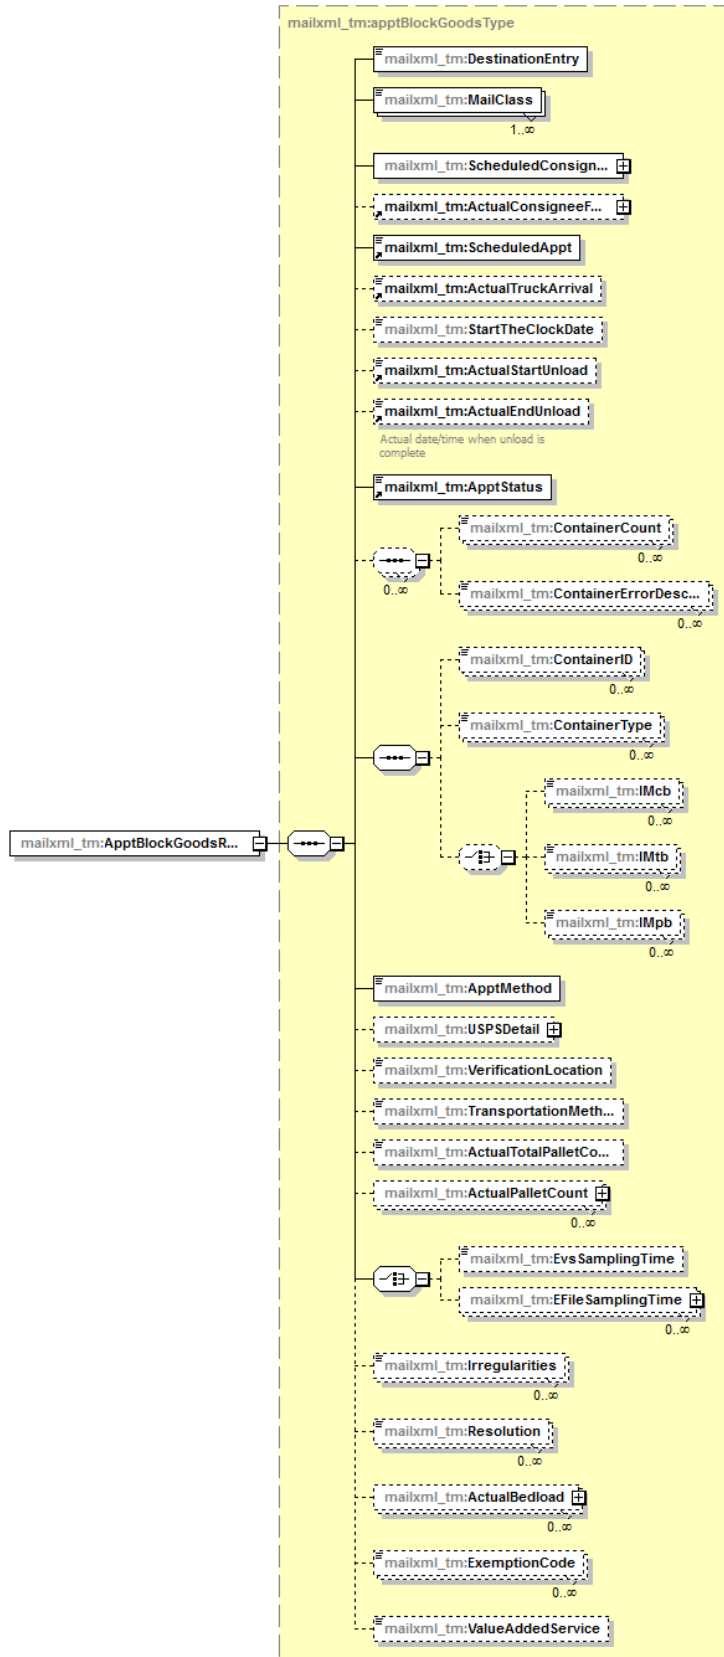 mailxml_tm:apptBlockGoodsType
mailxml_tm:DestinationEntry
mailxml_tm:MailClass
1..∞
mailxml_tm:ScheduledConsign...
mailxml_tm:ActualConsigneeF...
mailxml_tm:ScheduledAppt
mailxml_tm:ActualTruckArrival
mailxml_tm:StartTheClockDate
mailxml_tm:ActualStartUnload
mailxml_tm:ActualEndUnload
Actual date/time when unload is
complete
mailxml_tm:ApptStatus
mailxml_tm:ContainerCount
0..∞
0..∞
mailxml_tm:ContainerErrorDesc...
0..∞
mailxml_tm:ContainerID
0..∞
mailxml_tm:ContainerType
0..∞
mailxml_tm:IMcb
0..∞
mailxml_tm:ApptBlockGoodsR...
mailxml_tm:IMtb
0..∞
mailxml_tm:IMpb
0..∞
mailxml_tm:ApptMethod
mailxml_tm:USPSDetail
mailxml_tm:VerificationLocation
mailxml_tm:TransportationMeth...
mailxml_tm:ActualTotalPalletCo...
mailxml_tm:ActualPalletCount
0..∞
mailxml_tm:EvsSamplingTime
mailxml_tm:EFileSamplingTime
0..∞
mailxml_tm:Irregularities
0..∞
mailxml_tm:Resolution
0..∞
mailxml_tm:ActualBedload
0..∞
mailxml_tm:ExemptionCode
0..∞
mailxml_tm:ValueAddedService